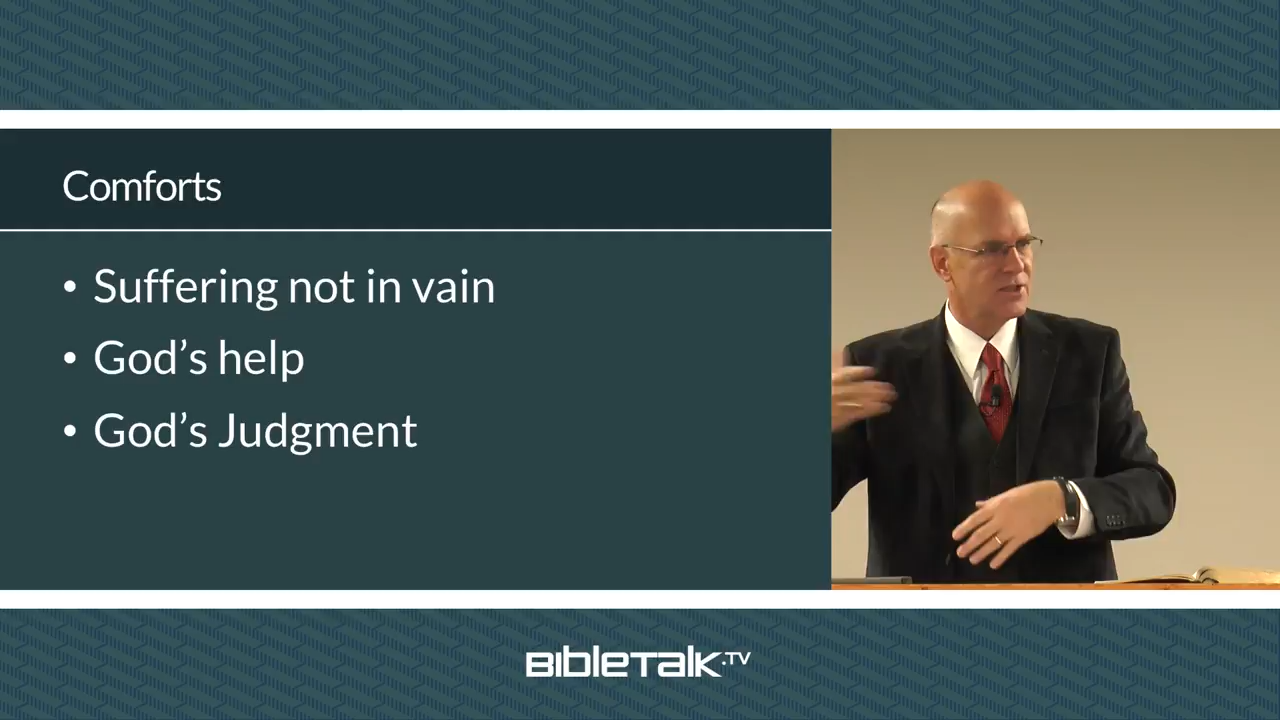 Comforts
• Suffering not in vain
• God’s help
• God’s Judgment
BIBLETALK.TV